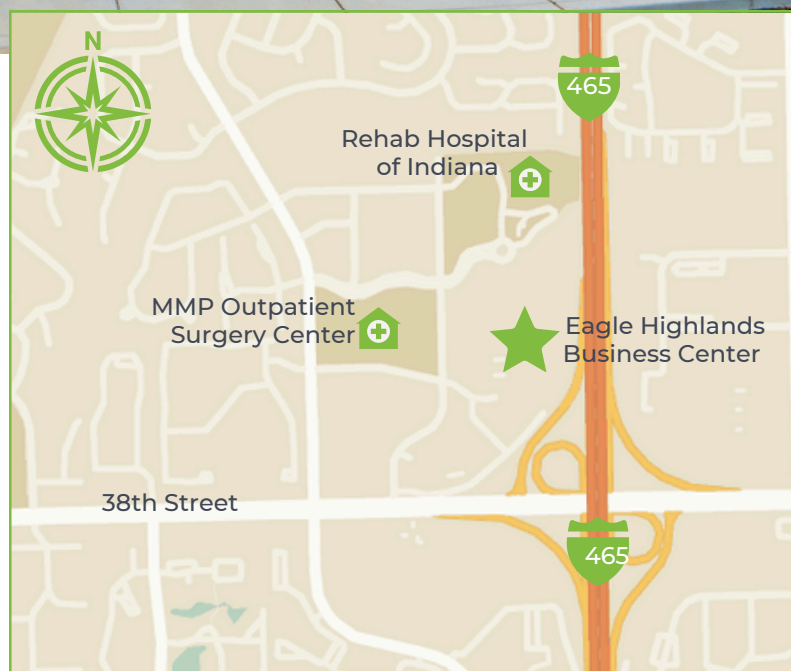 N
465
Rehab Hospital
of Indiana
MMP Outpatient
Surgery Center
Eagle Highlands
Business Center
38th Street
465